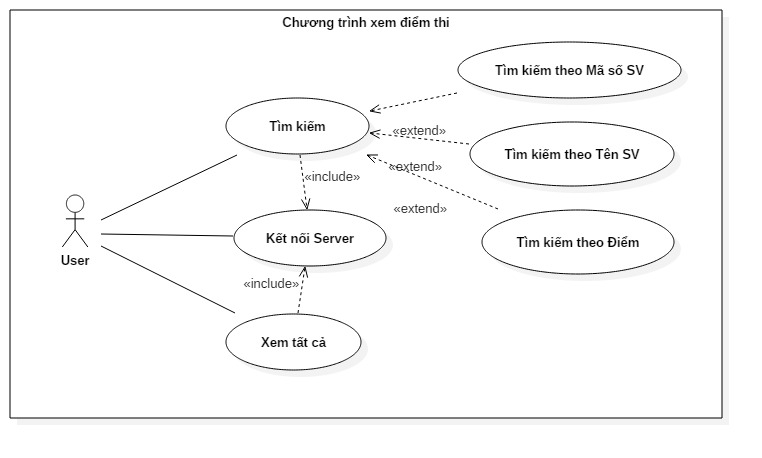 Chương trình xem điểm thi
Tìm kiếm theo Mã số SV
Tìm kiếm
«extend»
Tìm kiếm theo Tên SV
«extend»
«include»
«extend»
Kết nối Server
Tìm kiếm theo Điểm
User
«include»
Xem tất cả